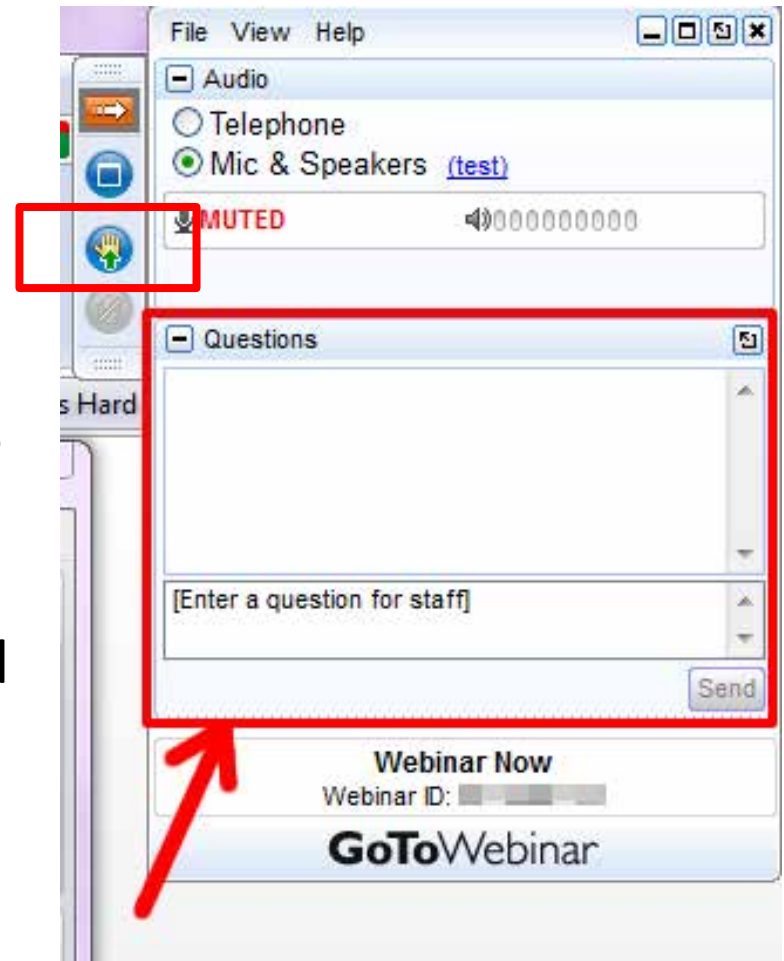 File View Help
Audio
Telephone
Mic & Speakers (test)
MUTED 000000000
Questions
s Hard
[Enter a question for staff]
Send
Webinar Now
Webinar ID:
GoToWebinar